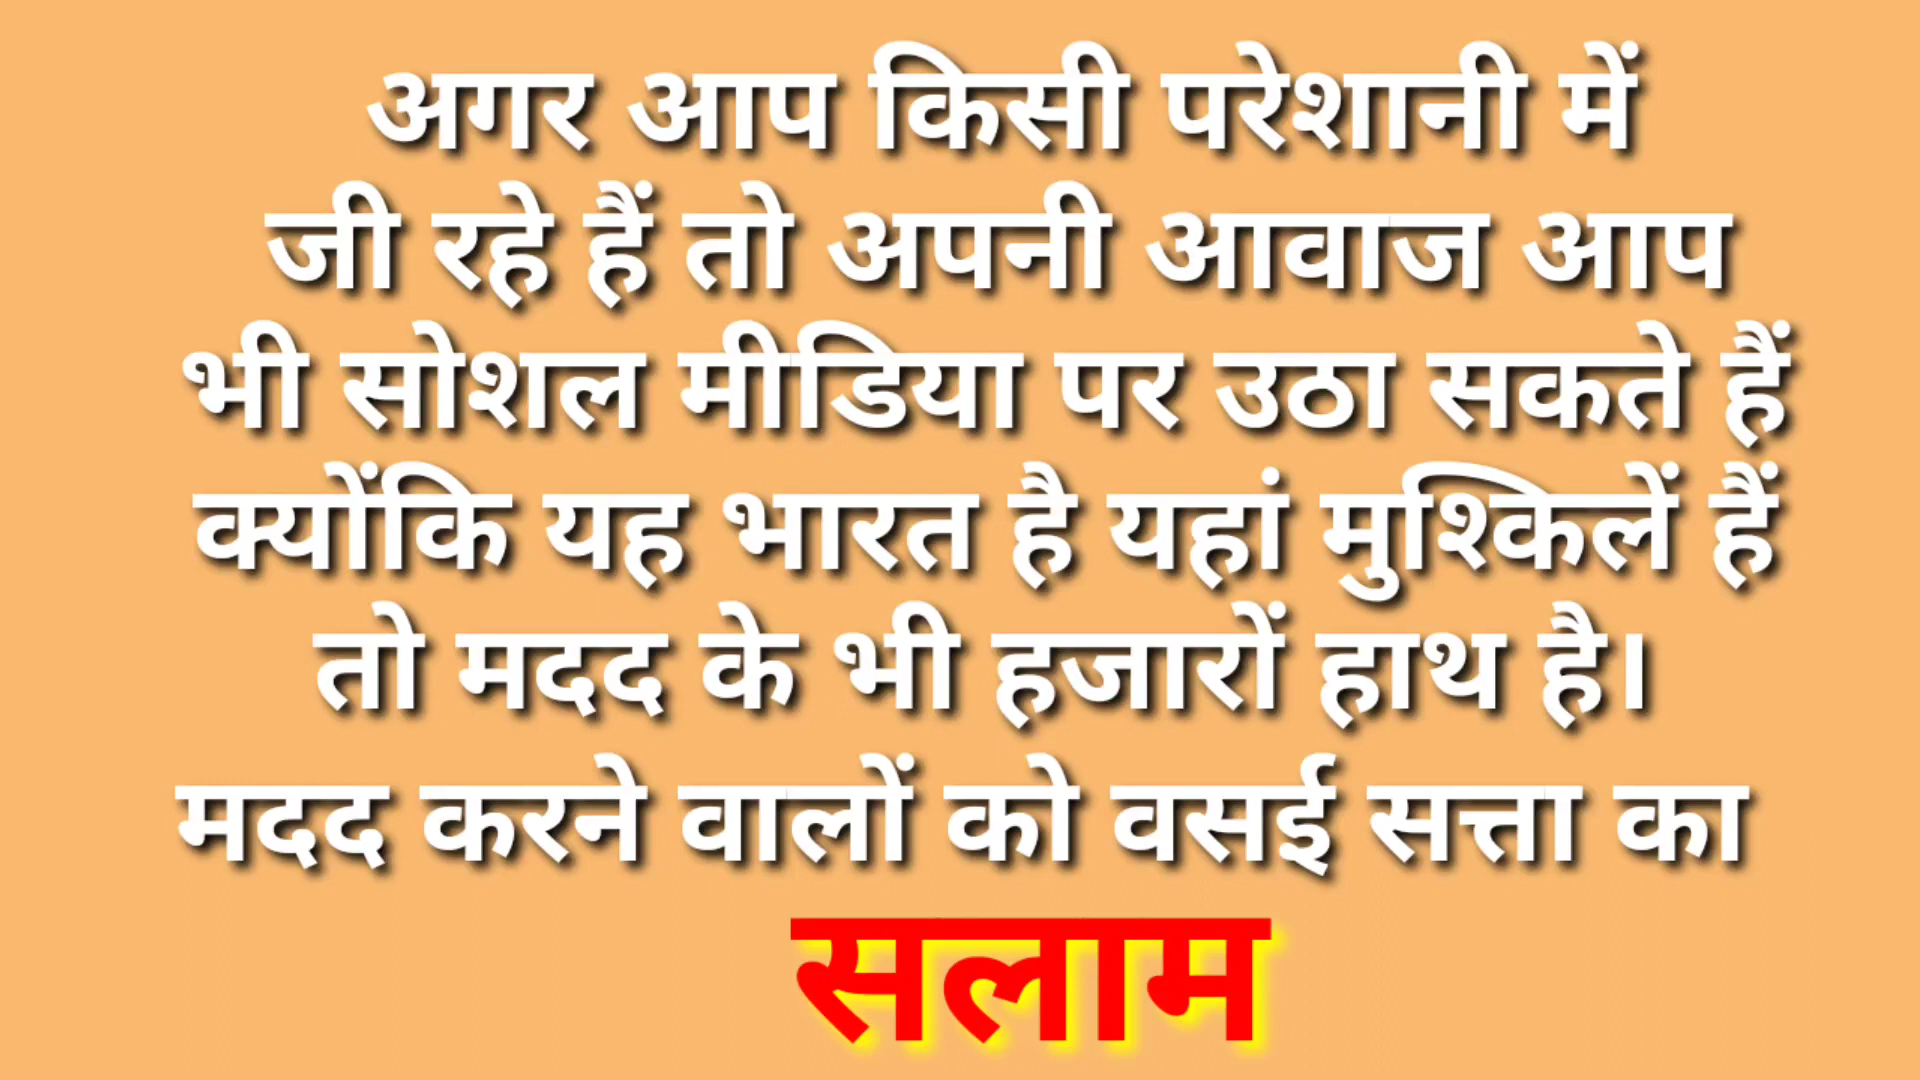 अगर आप किसी परेशानी में
जी रहे हैं तो अपनी आवाज आप
भी सोशल मीडिया पर उठा सकते हैं
क्योंकि यह भारत है यहां मुश्किलें हैं
तो मदद के भी हजारों हाथ है।
मदद करने वालों को वसई सत्ता का
सलाम